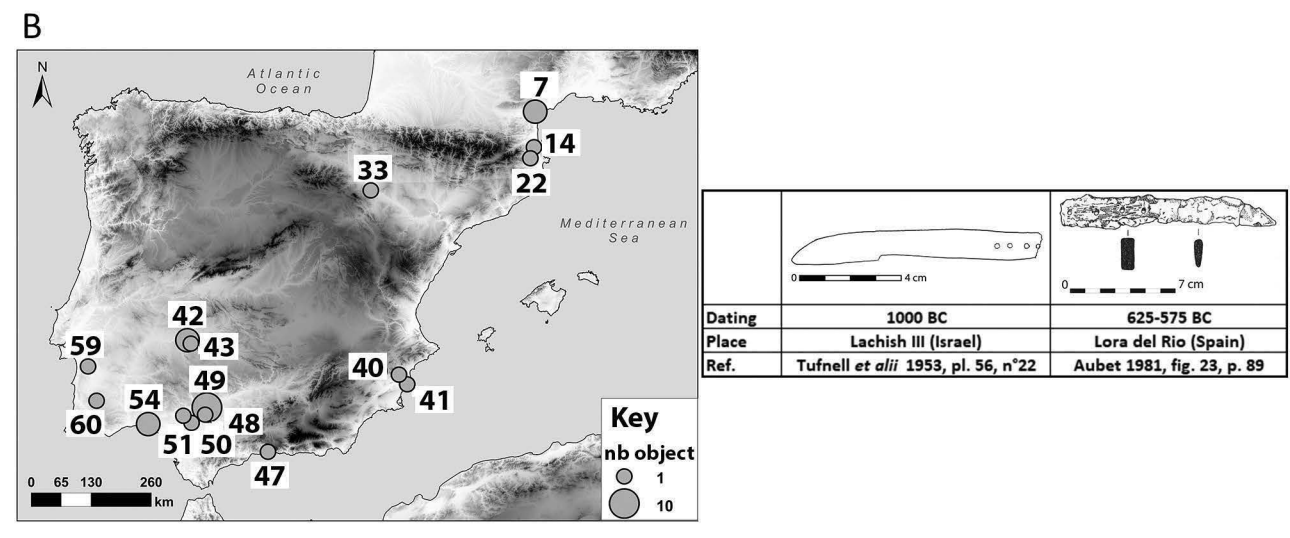 B
N
Atlantic
Ocean
7
14
33
22
Mediterranean
Sea
42
43
59
49
40
54
41
60
48
51 50
47
0 65 130 260
km
Key
nb object
1
10
0 4 cm
0 7 cm
Dating 1000 BC 625-575 BC
Place Lachish III (Israel) Lora del Rio (Spain)
Ref. Tufnell et alii 1953, pl. 56, n°22 Aubet 1981, fig. 23, p. 89